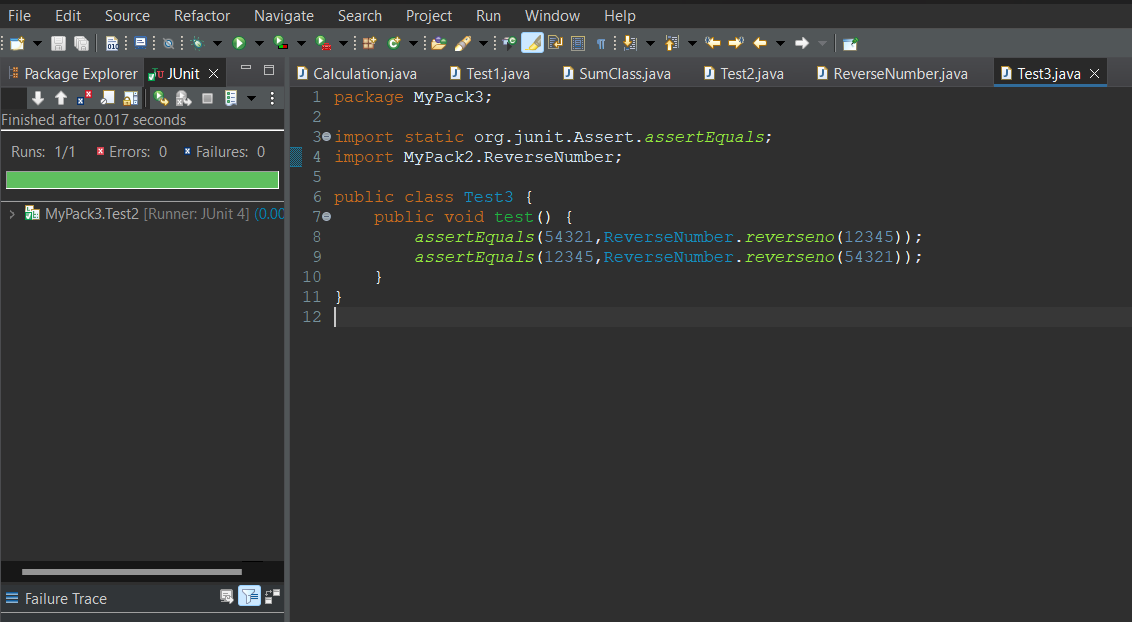 File Edit Source Refactor Navigate Search Project Run Window Help
Package Explorer JUnit
Calculation.java Test1.java SumClass.java Test2.java ReverseNumber.java Test3.java
Finished after 0.017 seconds
Runs: 1/1 Errors: 0 Failures: 0
MyPack3.Test2 [Runner: JUnit 4] (0.00
1 package MyPack3;
2
3 import static org.junit.Assert.assertEquals;
4 import MyPack2.ReverseNumber;
5
6 public class Test3 {
7 public void test() {
8 assertEquals(54321,ReverseNumber.reverseno(12345));
9 assertEquals(12345,ReverseNumber.reverseno(54321));
10 }
11 }
12
Failure Trace